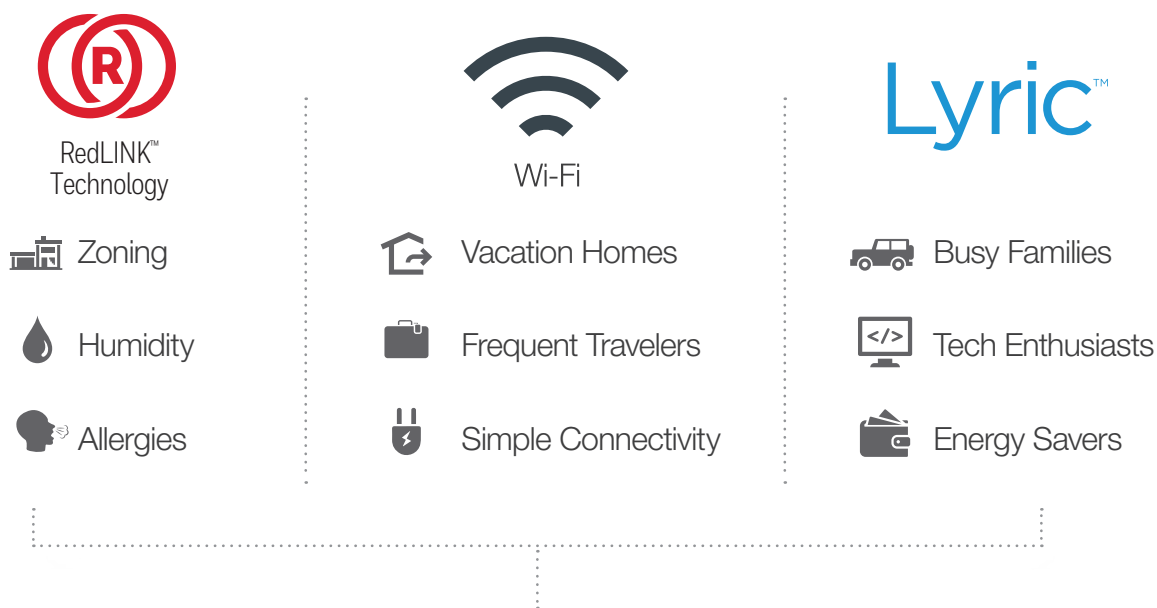 R
RedLINK™
Technology
Zoning
Humidity
Allergies
Wi-Fi
Vacation Homes
Frequent Travelers
Simple Connectivity
Lyric™
Busy Families
</>
Tech Enthusiasts
Energy Savers